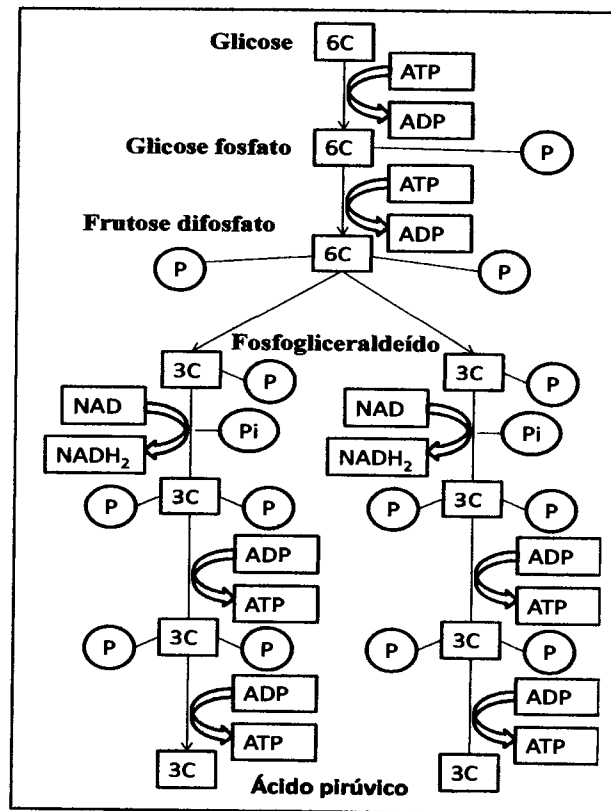 Glicose 6C
ATP
ADP
Glicose fosfato 6C P
ATP
ADP
Frutose difosfato
P 6C P
Fosfogliceraldeído
3C P 3C P
NAD NAD
Pi Pi
NADH₂ NADH₂
P 3C P P 3C P
ADP ADP
ATP ATP
P 3C P P 3C P
ADP ADP
ATP ATP
3C 3C
Ácido pirúvico